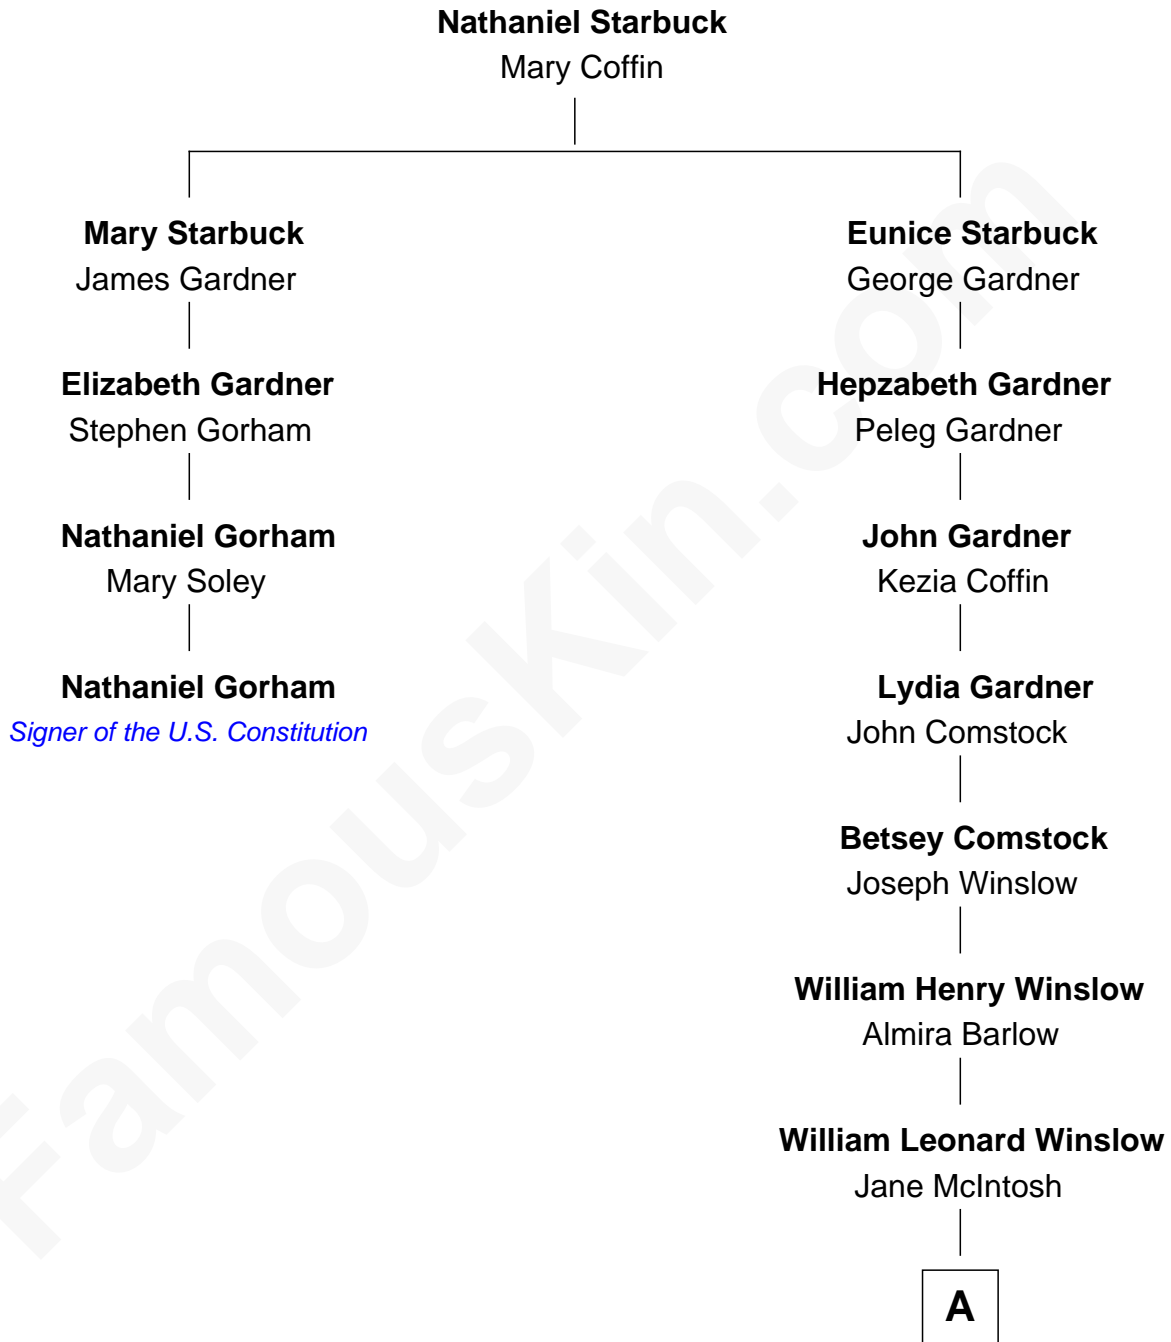 Nathaniel Starbuck
Mary Coffin
Mary Starbuck
James Gardner
Eunice Starbuck
George Gardner
Elizabeth Gardner
Stephen Gorham
Hepzabeth Gardner
Peleg Gardner
Nathaniel Gorham
Mary Soley
John Gardner
Kezia Coffin
Nathaniel Gorham
Signer of the U.S. Constitution
Lydia Gardner
John Comstock
Betsey Comstock
Joseph Winslow
William Henry Winslow
Almira Barlow
William Leonard Winslow
Jane McIntosh
A
FamousKin.com